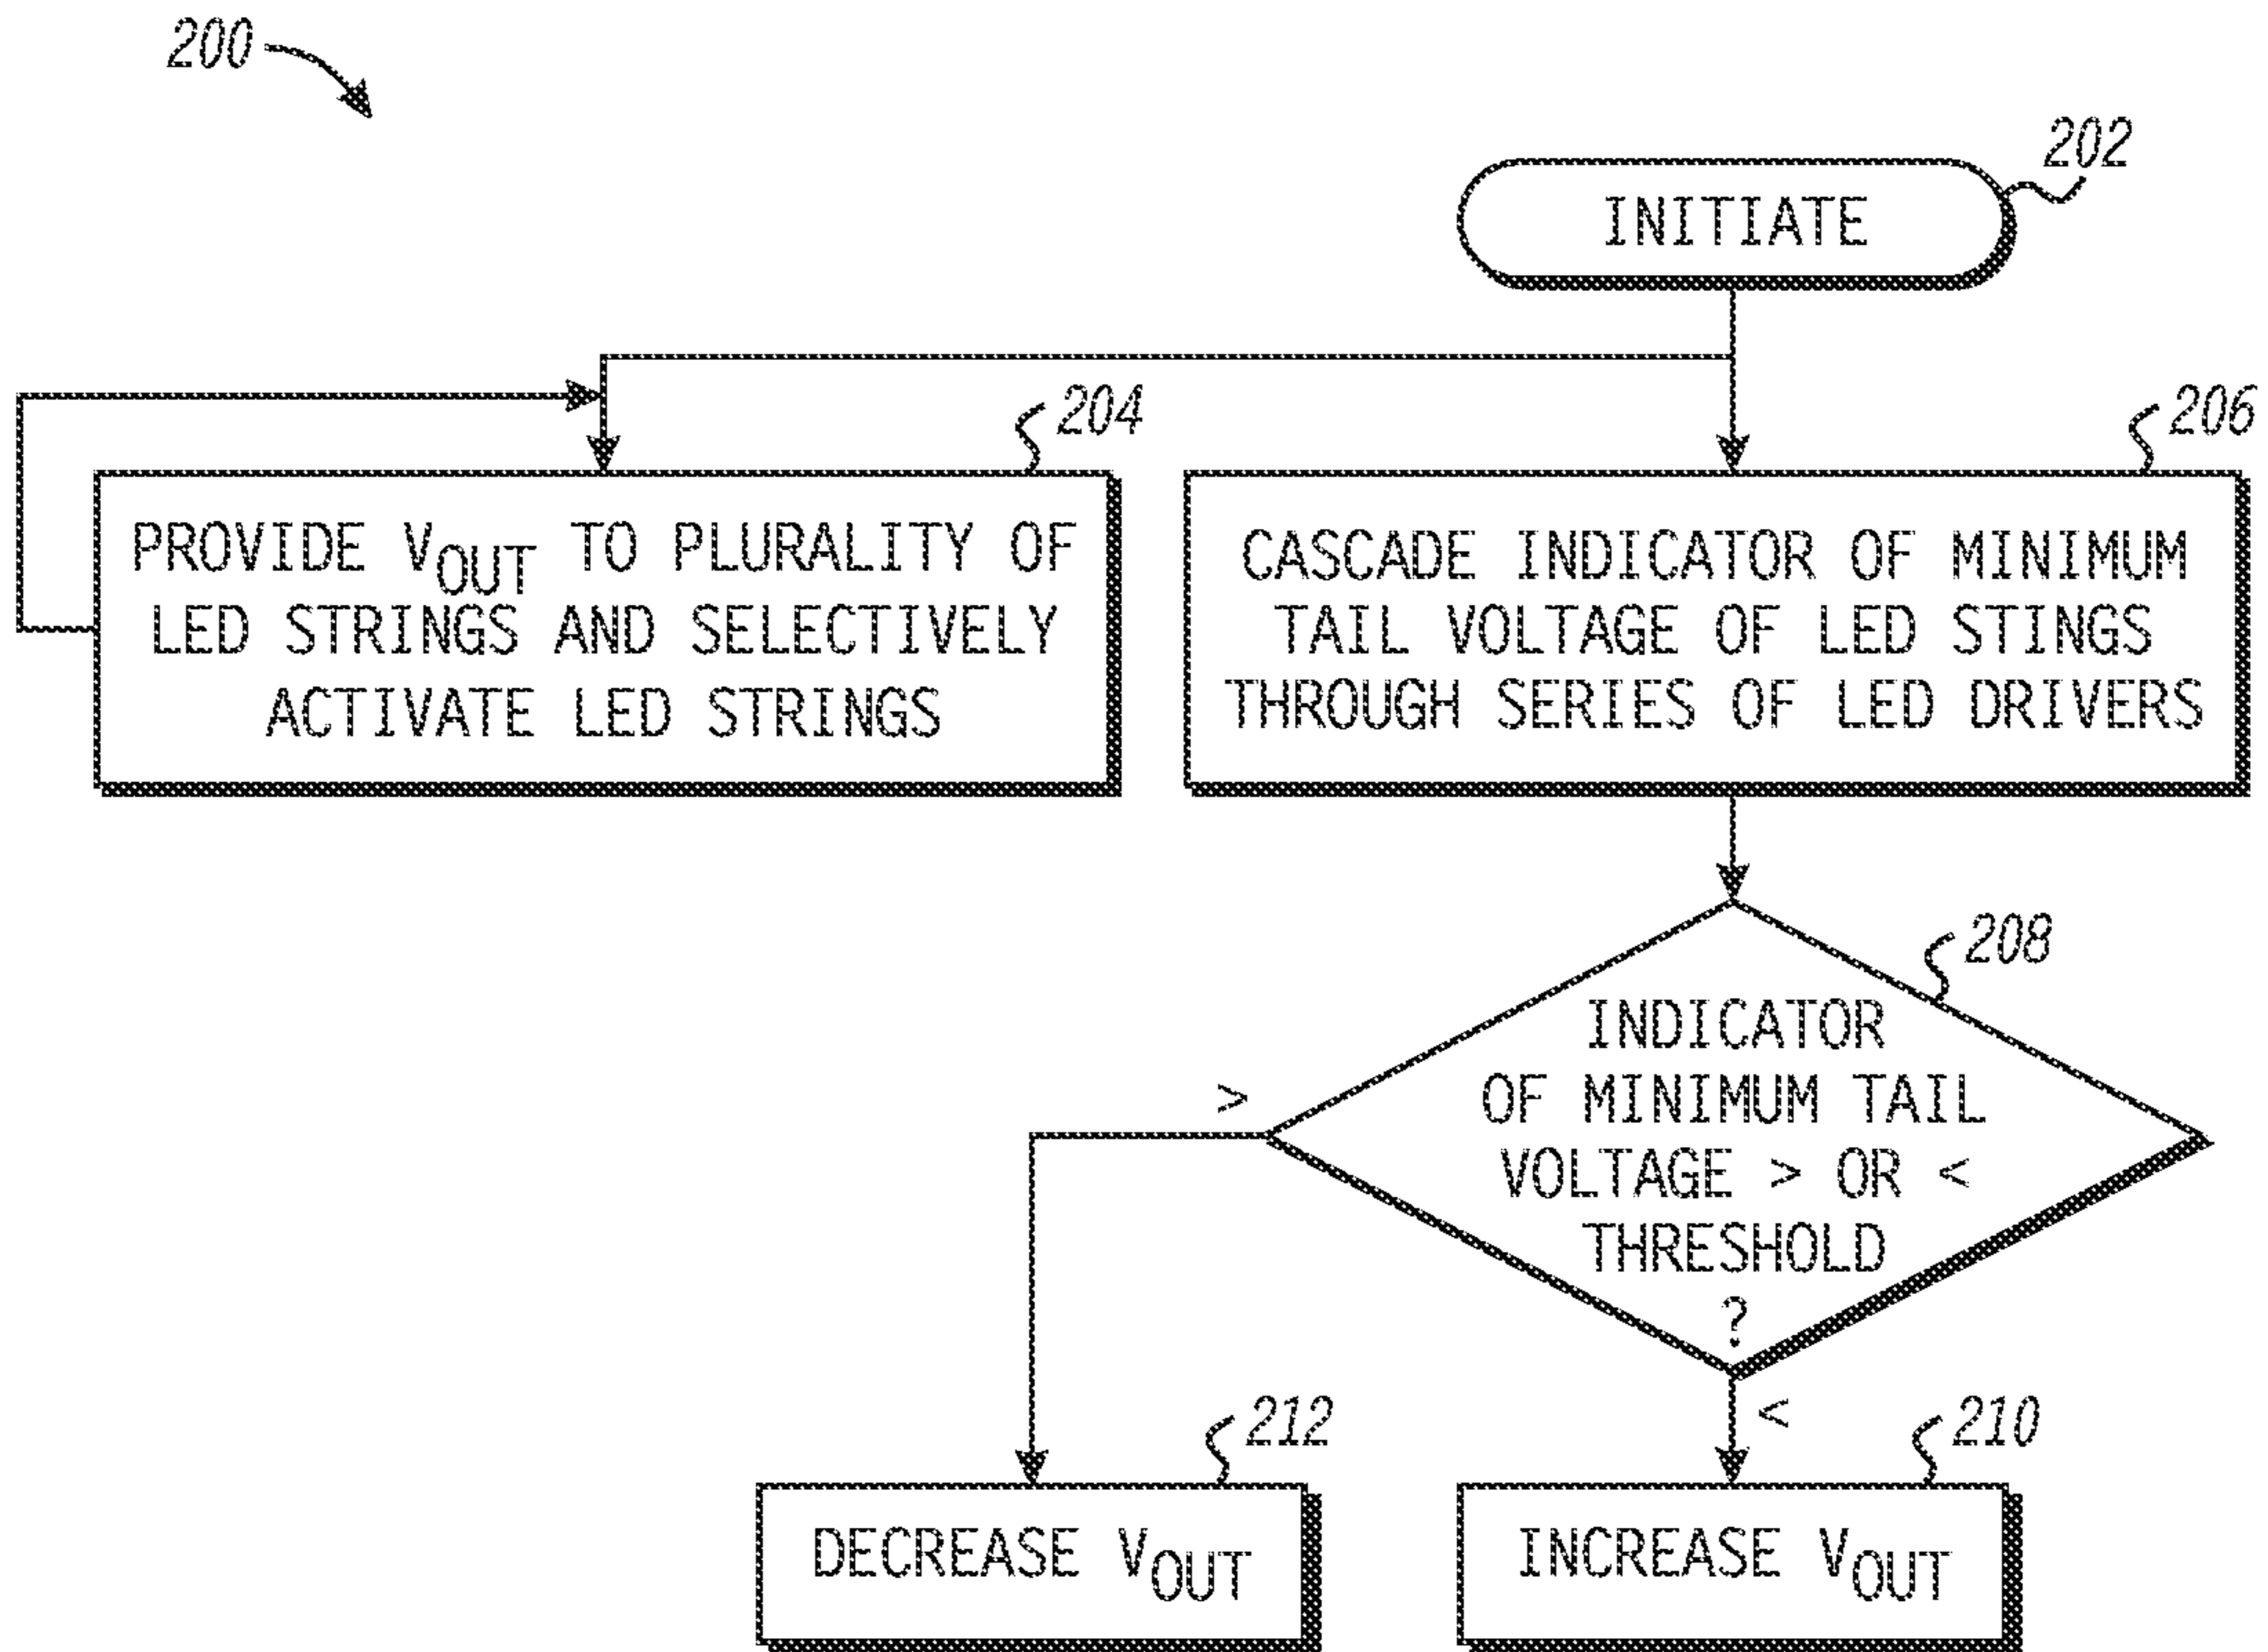 200
202
INITIATE
204
206
PROVIDE VOUT TO PLURALITY OF
LED STRINGS AND SELECTIVELY
ACTIVATE LED STRINGS
CASCADE INDICATOR OF MINIMUM
TAIL VOLTAGE OF LED STINGS
THROUGH SERIES OF LED DRIVERS
208
INDICATOR
OF MINIMUM TAIL
VOLTAGE > OR <
THRESHOLD
?
>
<
212
210
DECREASE VOUT
INCREASE VOUT